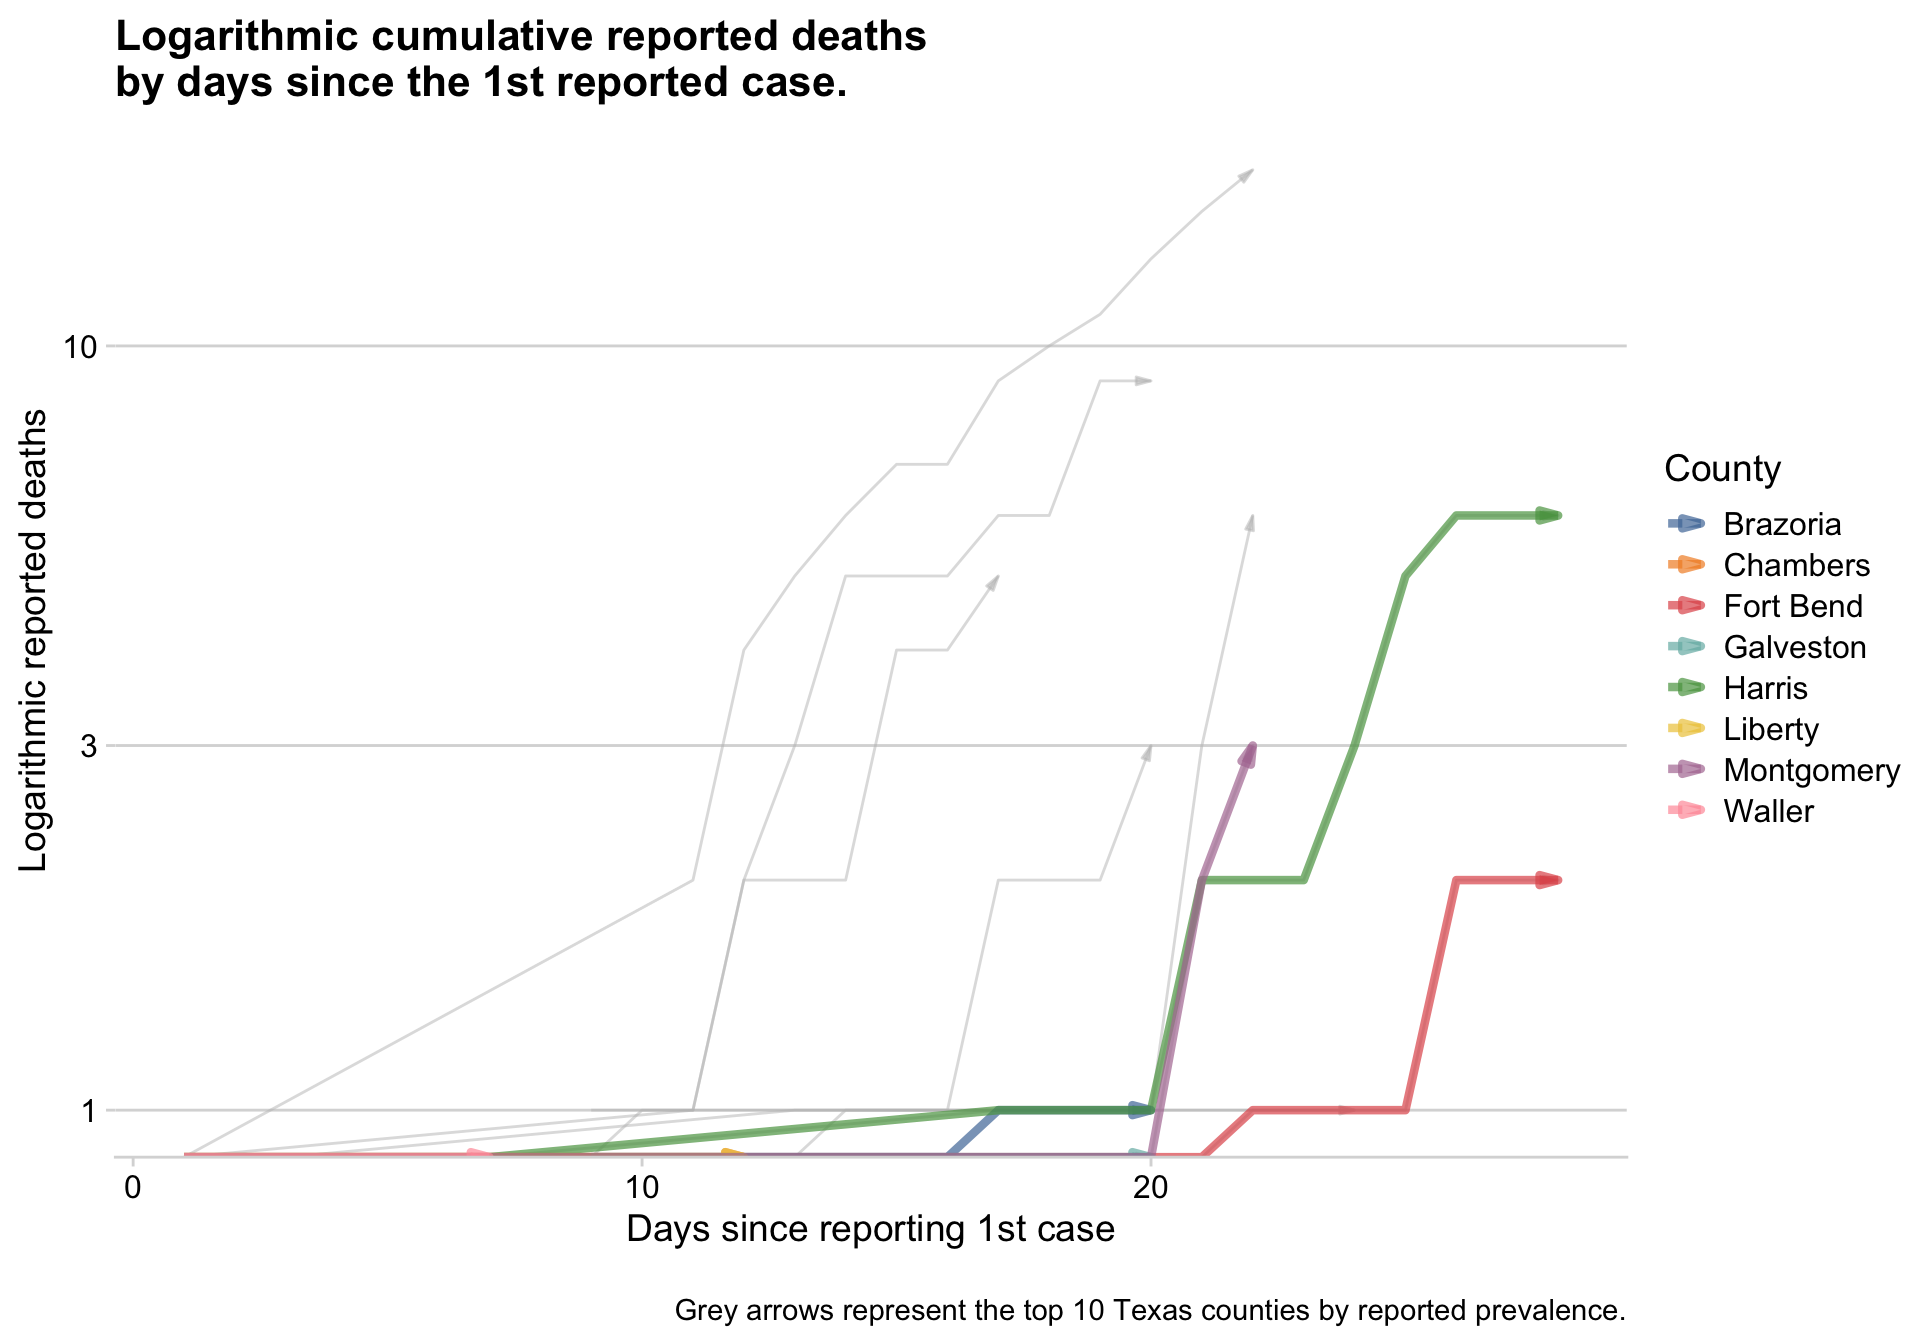 Logarithmic cumulative reported deaths
by days since the 1st reported case.
Logarithmic reported deaths
10
3
1
0
10
20
Days since reporting 1st case
County
Brazoria
Chambers
Fort Bend
Galveston
Harris
Liberty
Montgomery
Waller
Grey arrows represent the top 10 Texas counties by reported prevalence.